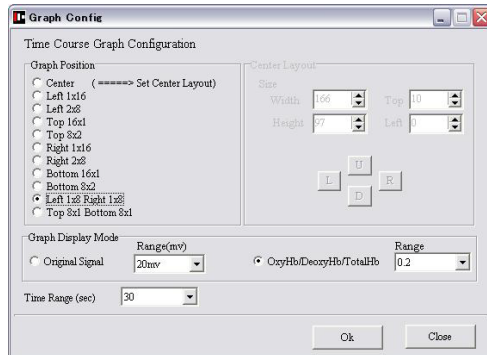 Graph Config
Time Course Graph Configuration
Graph Position
Center ( =====> Set Center Layout)
Left 1x16
Left 2x8
Top 16x1
Top 8x2
Right 1x16
Right 2x8
Bottom 16x1
Bottom 8x2
Left 1x8 Right 1x8
Top 8x1 Bottom 8x1
Center Layout
Size
Width 166 Top 10
Height 97 Left 0
U
L R
D
Graph Display Mode
Range(mv) Range
Original Signal 20mv OxyHb/DeoxyHb/TotalHb 0.2
Time Range (sec) 30
Ok Close